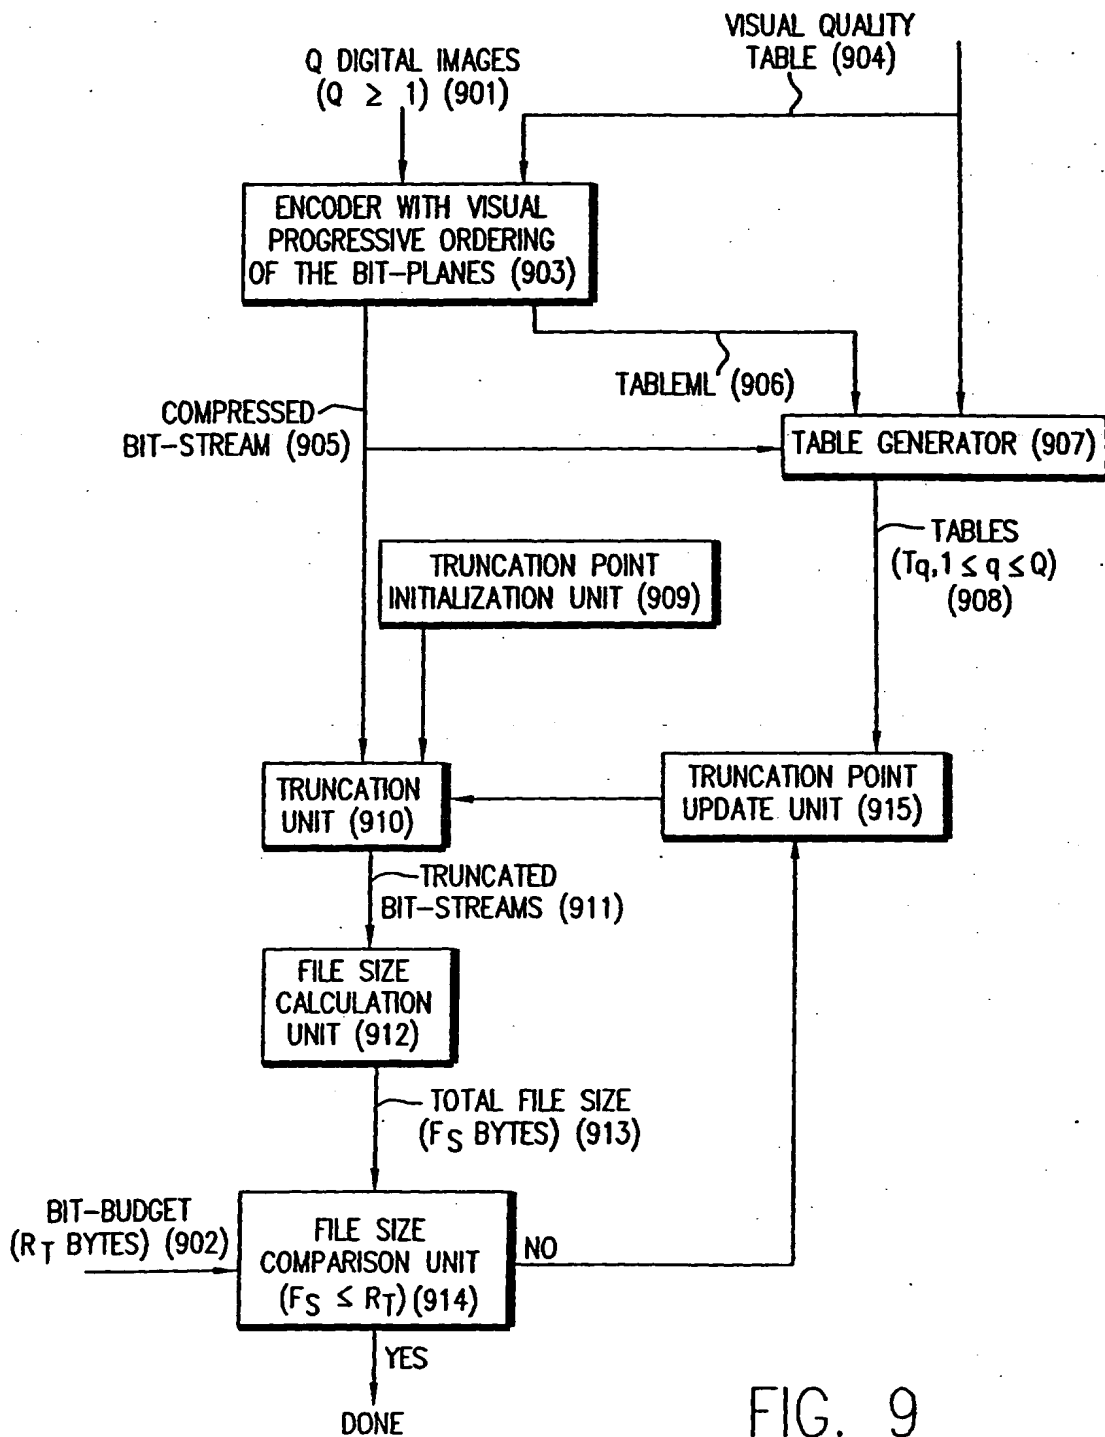 VISUAL QUALITY
TABLE (904)
Q DIGITAL IMAGES
(Q ≥ 1) (901)
ENCODER WITH VISUAL
PROGRESSIVE ORDERING
OF THE BIT-PLANES (903)
TABLEML (906)
COMPRESSED
BIT-STREAM (905)
TABLE GENERATOR (907)
TABLES
(Tq, 1 ≤ q ≤ Q)
(908)
TRUNCATION POINT
INITIALIZATION UNIT (909)
TRUNCATION
UNIT (910)
TRUNCATION POINT
UPDATE UNIT (915)
TRUNCATED
BIT-STREAMS (911)
FILE SIZE
CALCULATION
UNIT (912)
TOTAL FILE SIZE
(FS BYTES) (913)
BIT-BUDGET
(RT BYTES) (902)
FILE SIZE
COMPARISON UNIT
(FS ≤ RT) (914)
NO
YES
DONE
FIG. 9